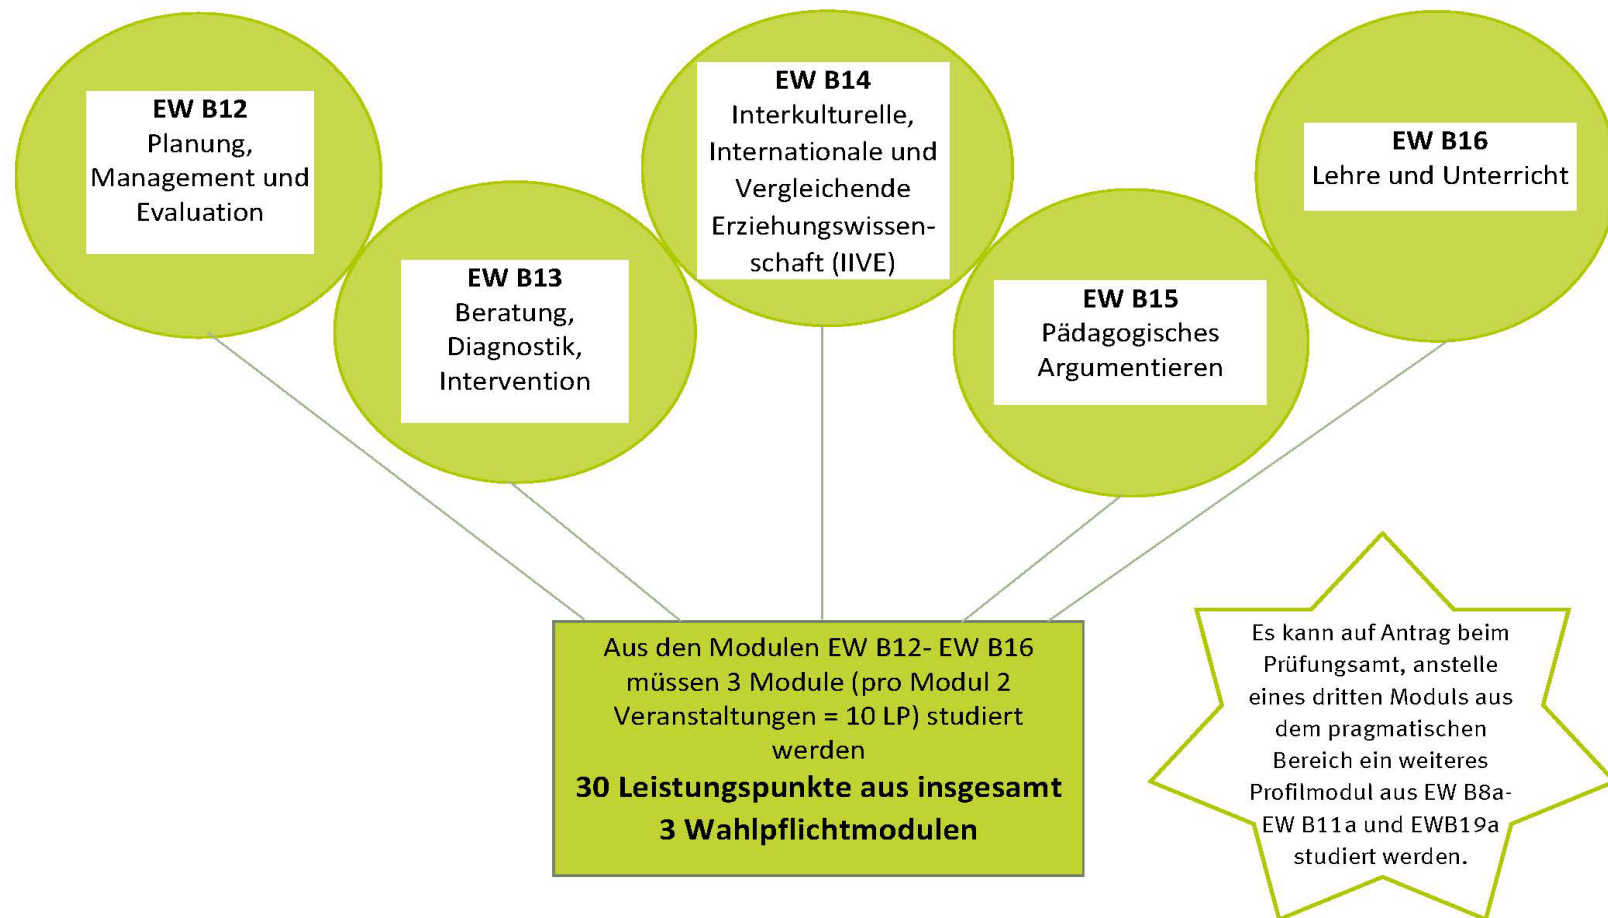 EW B12
Planung,
Management und
Evaluation
EW B13
Beratung,
Diagnostik,
Intervention
EW B14
Interkulturelle,
Internationale und
Vergleichende
Erziehungswissen-
schaft (IIVE)
EW B15
Pädagogisches
Argumentieren
EW B16
Lehre und Unterricht
Aus den Modulen EW B12- EW B16
müssen 3 Module (pro Modul 2
Veranstaltungen = 10 LP) studiert
werden
30 Leistungspunkte aus insgesamt
3 Wahlpflichtmodulen
Es kann auf Antrag beim
Prüfungsamt, anstelle
eines dritten Moduls aus
dem pragmatischen
Bereich ein weiteres
Profilmodul aus EW B8a-
EW B11a und EWB19a
studiert werden.